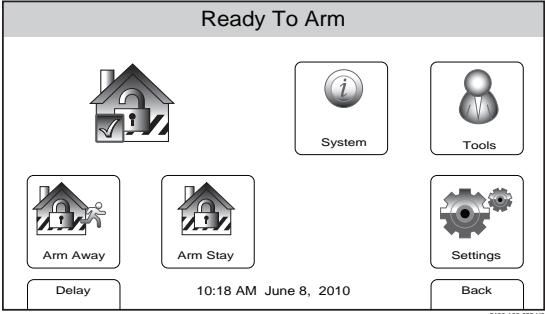 Ready To Arm
System
Tools
Arm Away
Arm Stay
Settings
Delay
10:18 AM June 8, 2010
Back